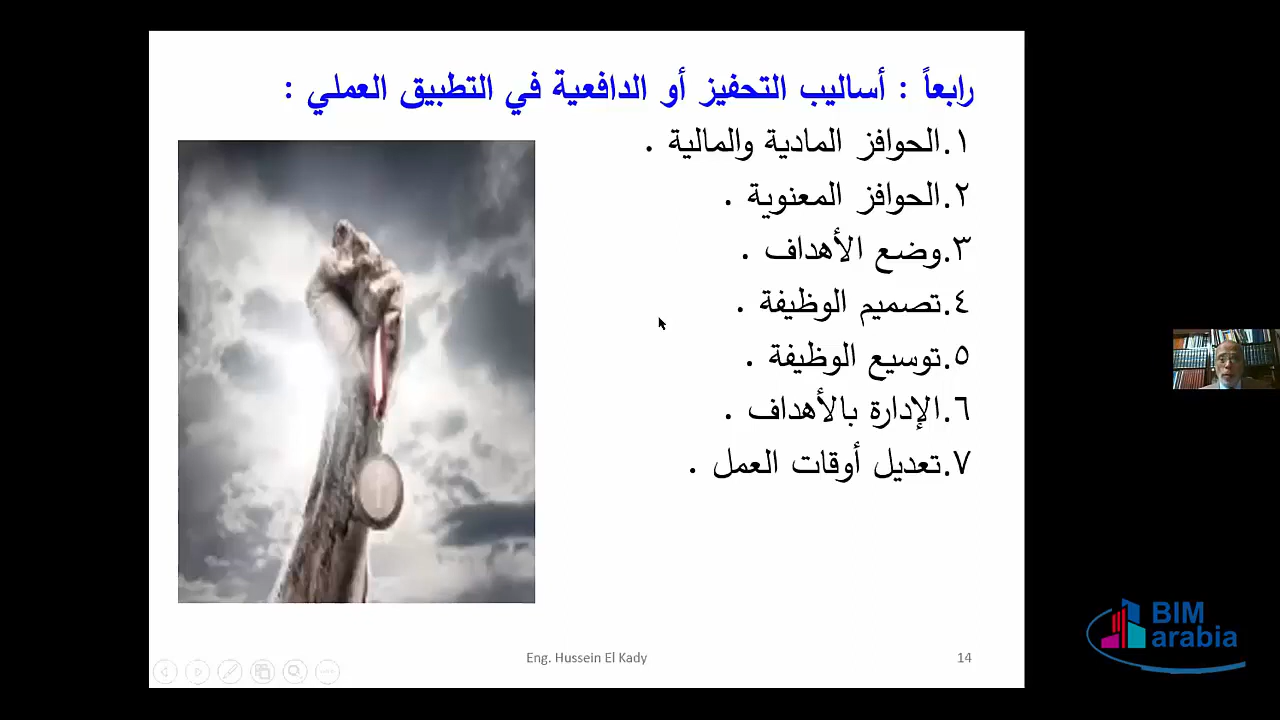 رابعاً : أساليب التحفيز أو الدافعية في التطبيق العملي :
١.الحوافز المادية والمالية .
٢.الحوافز المعنوية .
٣.وضع الأهداف .
٤.تصميم الوظيفة .
٥.توسيع الوظيفة .
٦.الإدارة بالأهداف .
٧.تعديل أوقات العمل .
Eng. Hussein El Kady
14
BIM
arabia